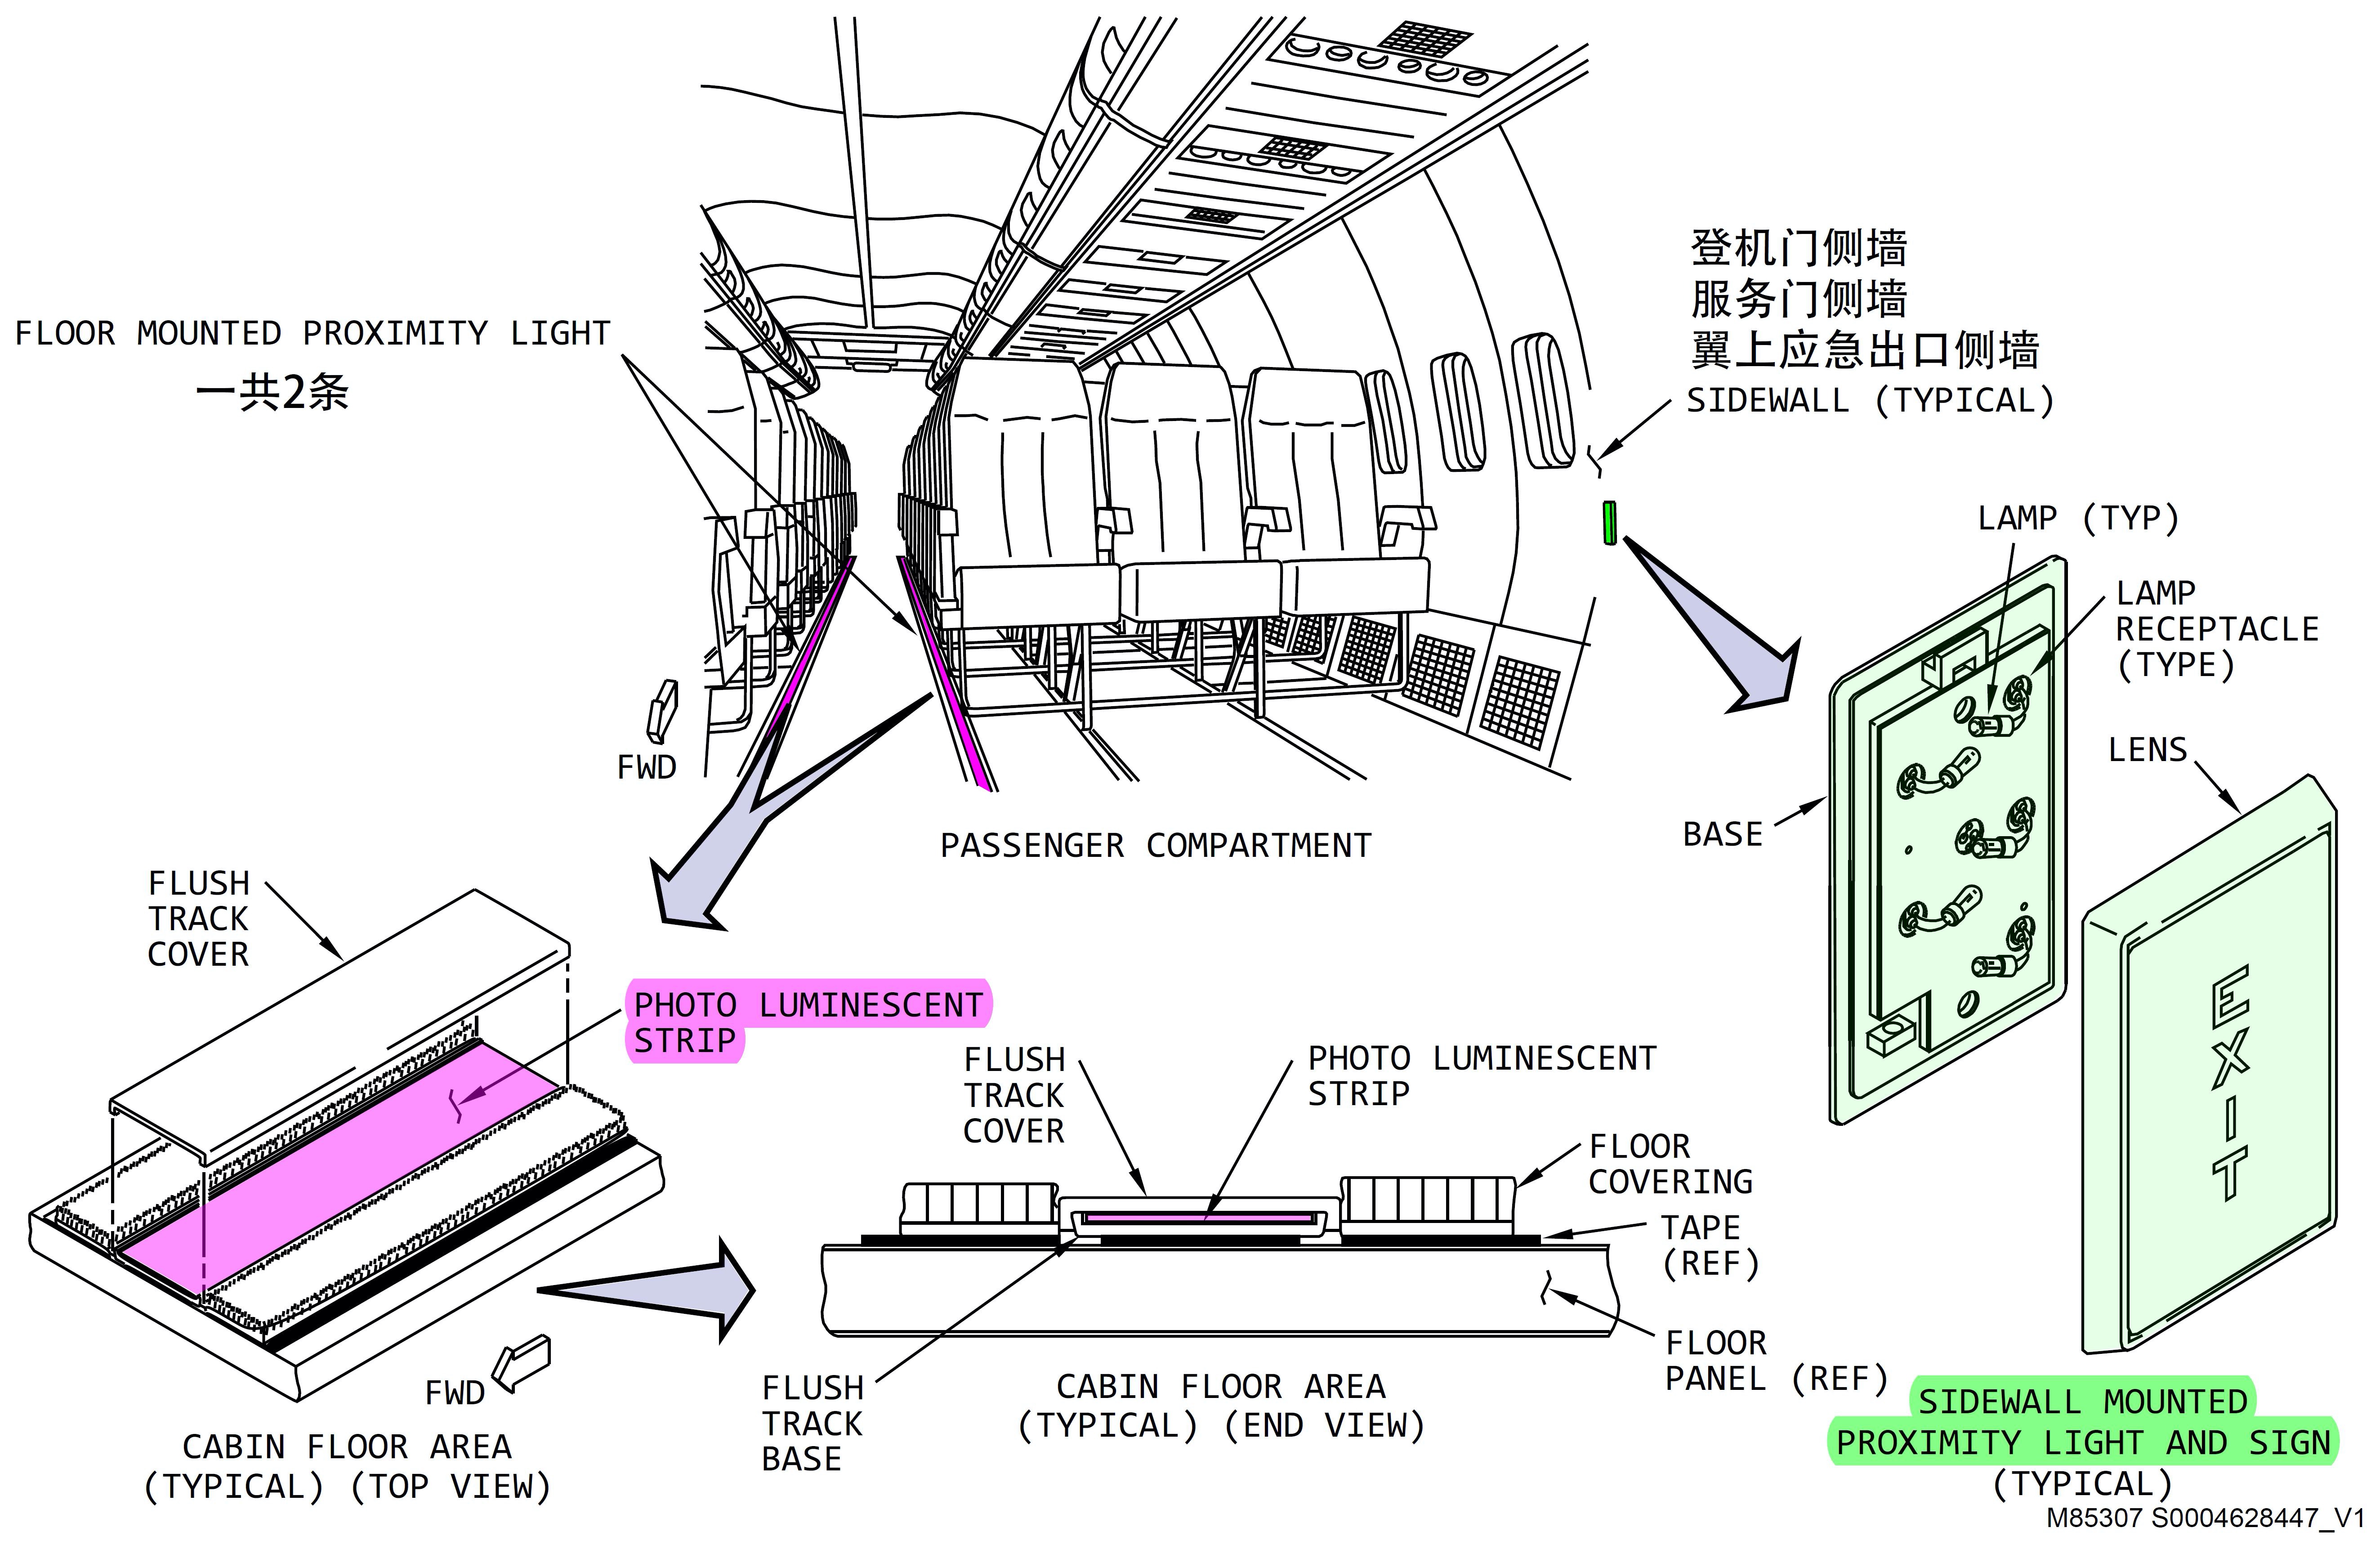 FLOOR MOUNTED PROXIMITY LIGHT
一共2条
登机门侧墙
服务门侧墙
翼上应急出口侧墙
SIDEWALL (TYPICAL)
LAMP (TYP)
LAMP
RECEPTACLE
(TYPE)
LENS
BASE
FWD
PASSENGER COMPARTMENT
FLUSH
TRACK
COVER
PHOTO LUMINESCENT
STRIP
FLUSH
TRACK
COVER
PHOTO LUMINESCENT
STRIP
FLOOR
COVERING
TAPE
(REF)
FLOOR
PANEL (REF)
FLUSH
TRACK
BASE
FWD
CABIN FLOOR AREA
(TYPICAL) (TOP VIEW)
CABIN FLOOR AREA
(TYPICAL) (END VIEW)
EXIT
SIDEWALL MOUNTED
PROXIMITY LIGHT AND SIGN
(TYPICAL)
M85307 S0004628447_V1